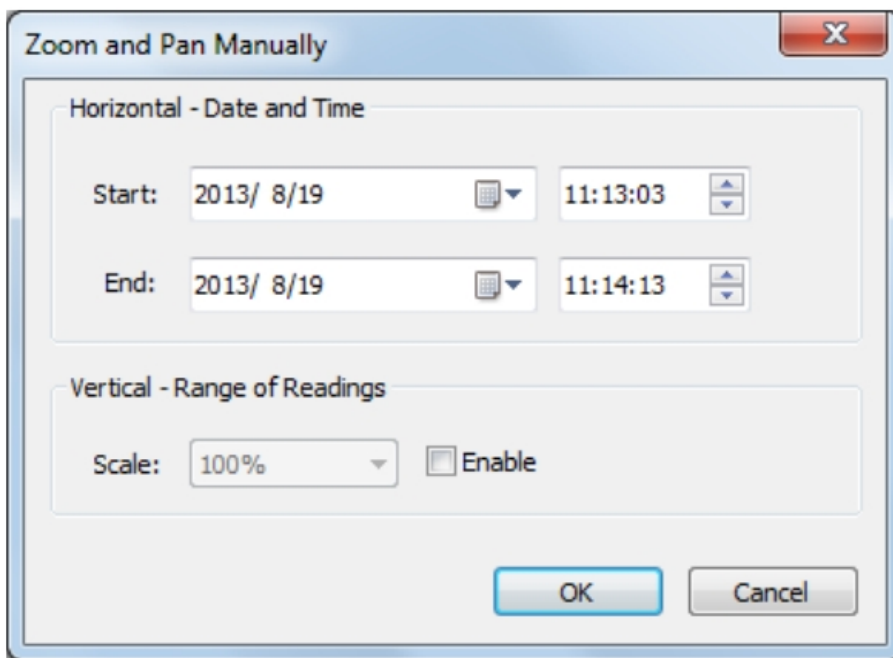 Zoom and Pan Manually
Horizontal - Date and Time
Start: 2013/ 8/19 11:13:03
End: 2013/ 8/19 11:14:13
Vertical - Range of Readings
Scale: 100% Enable
OK Cancel